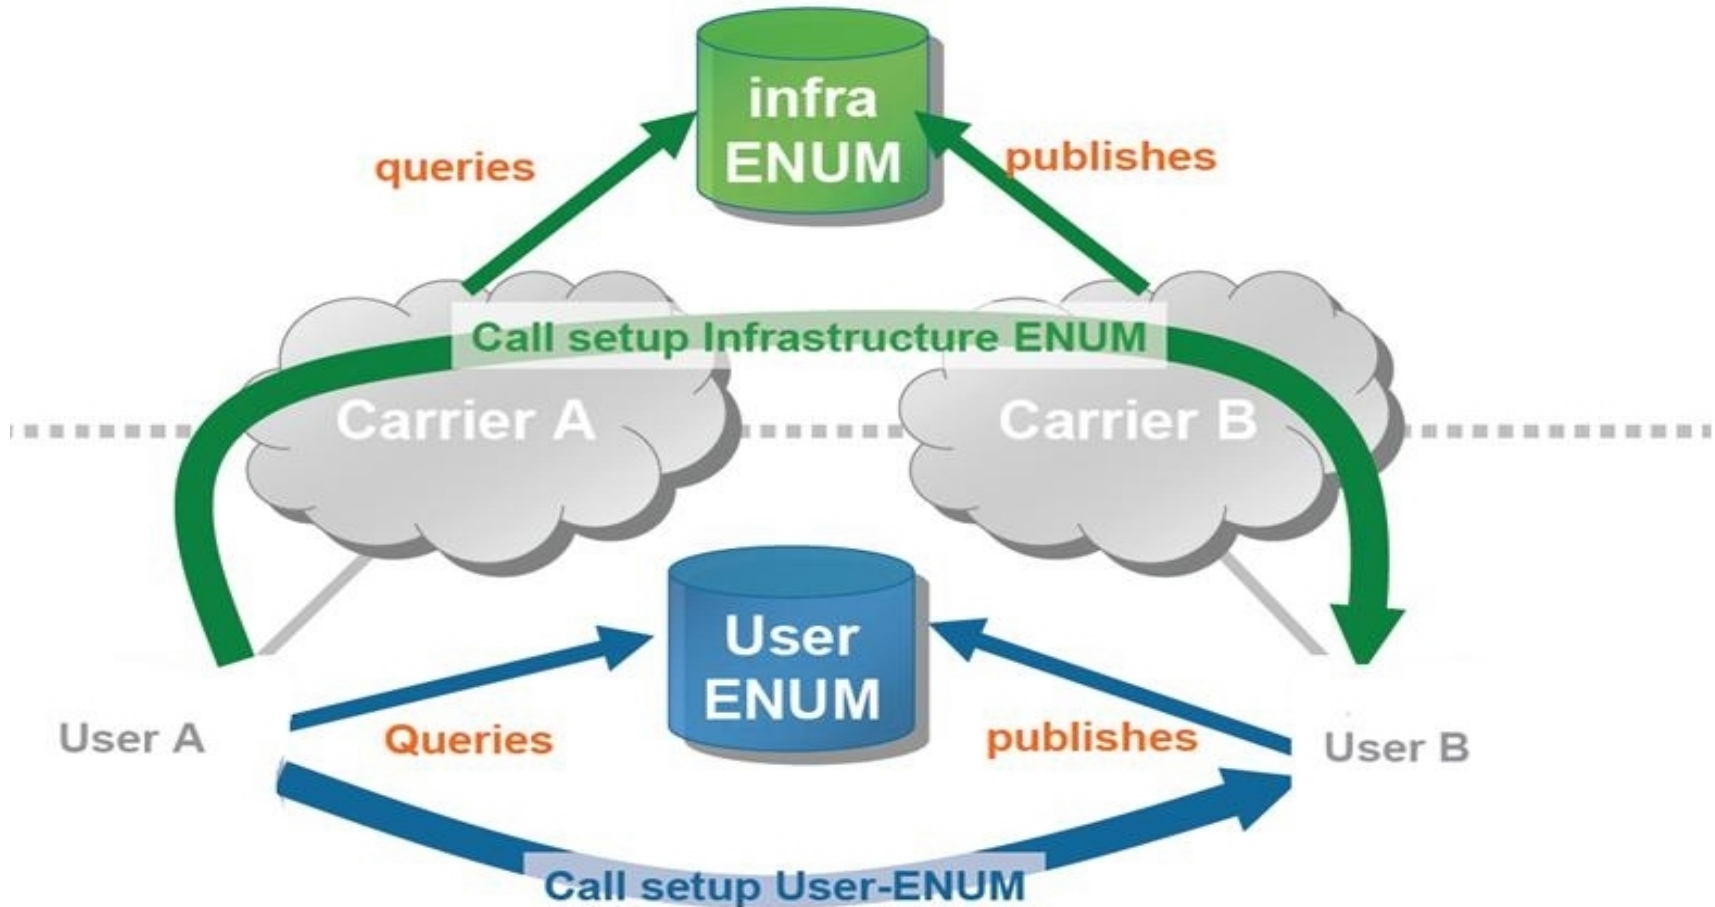 infra
ENUM
queries
publishes
Call setup Infrastructure ENUM
Carrier A
Carrier B
User
ENUM
User A
Queries
publishes
User B
Call setup User-ENUM